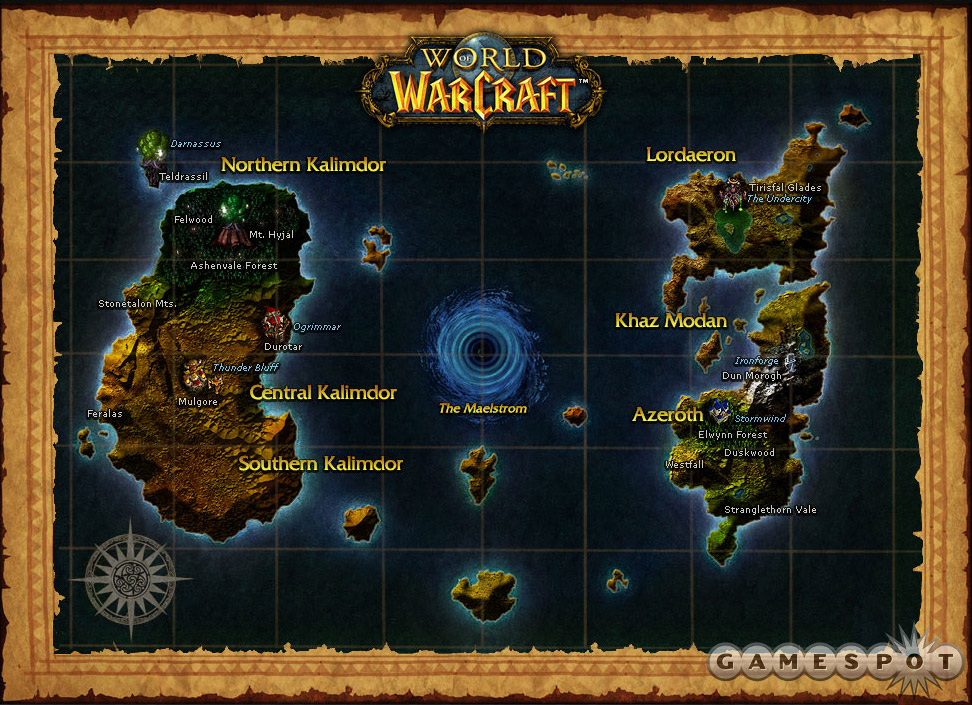 WORLD
OF
WARCRAFT™
Darnassus
Teldrassil
Northern Kalimdor
Felwood
Mt. Hyjal
Ashenvale Forest
Stonetalon Mts.
Ogrimmar
Durotar
Thunder Bluff
Mulgore
Central Kalimdor
Feralas
Southern Kalimdor
The Maelstrom
Lordaeron
Tirisfal Glades
The Undercity
Khaz Modan
Ironforge
Dun Morogh
Azeroth
Stormwind
Elwynn Forest
Duskwood
Westfall
Stranglethorn Vale
GAMESPOT